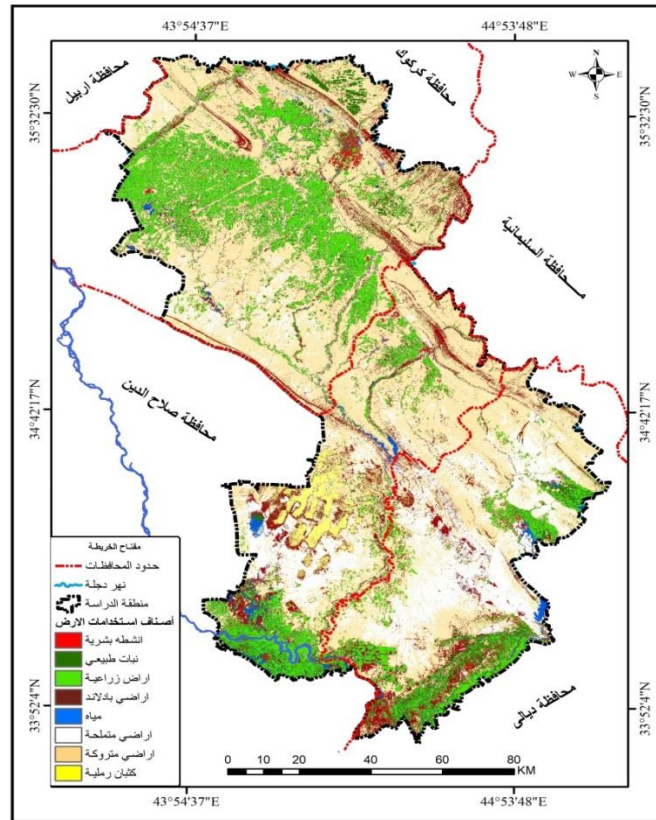 43°54'37"E
44°53'48"E
N
W
E
S
محافظة اربيل
محافظة كركوك
35°32'30"N
35°32'30"N
محافظة السليمانية
34°42'17"N
34°42'17"N
محافظة صلاح الدين
محافظة ديالى
33°52'4"N
33°52'4"N
مفتاح الخريطة
حدود المحافظات
نهر دجلة
منطقة الدراسة
أصناف استخدامات الارض
انشطه بشرية
نبات طبيعي
اراض زراعية
اراضي بادلاند
مياه
اراضي متملحة
اراضي متروكة
كثبان رملية
0 20 40 60 80
KM
43°54'37"E
44°53'48"E